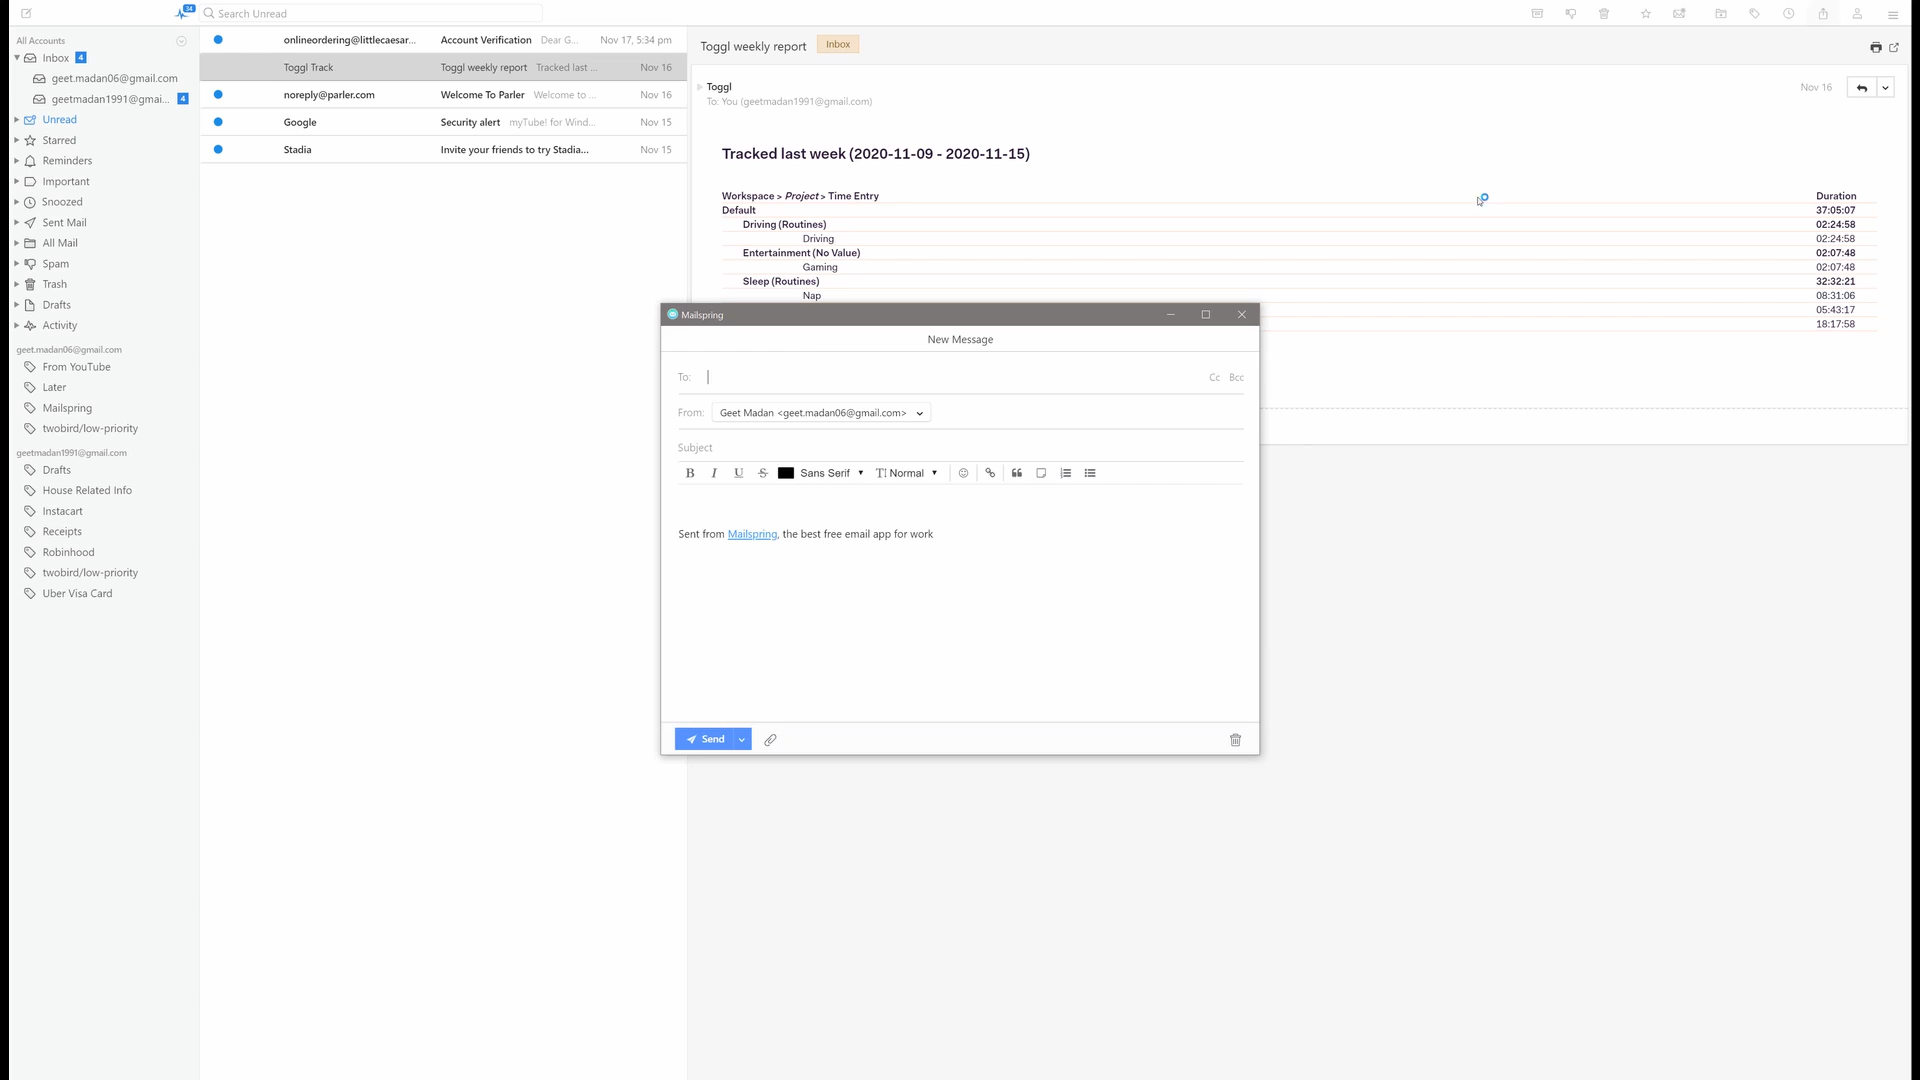 34
Search Unread
All Accounts
Inbox 4
geet.madan06@gmail.com
geetmadan1991@gmai... 4
Unread
Starred
Reminders
Important
Snoozed
Sent Mail
All Mail
Spam
Trash
Drafts
Activity
geet.madan06@gmail.com
From YouTube
Later
Mailspring
twobird/low-priority
geetmadan1991@gmail.com
Drafts
House Related Info
Instacart
Receipts
Robinhood
twobird/low-priority
Uber Visa Card
onlineordering@littlecaesar... Account Verification Dear G... Nov 17, 5:34 pm
Toggl Track Toggl weekly report Tracked last ... Nov 16
noreply@parler.com Welcome To Parler Welcome to ... Nov 16
Google Security alert myTube! for Wind... Nov 15
Stadia Invite your friends to try Stadia... Nov 15
Toggl weekly report Inbox
Toggl Nov 16
To: You (geetmadan1991@gmail.com)
Tracked last week (2020-11-09 - 2020-11-15)
Workspace > Project > Time Entry Duration
Default 37:05:07
Driving (Routines) 02:24:58
Driving 02:24:58
Entertainment (No Value) 02:07:48
Gaming 02:07:48
Sleep (Routines) 32:32:21
Nap 08:31:06
05:43:17
18:17:58
Mailspring
New Message
To: Cc Bcc
From: Geet Madan <geet.madan06@gmail.com>
Subject
B I U S Sans Serif T! Normal
Sent from Mailspring, the best free email app for work
Send